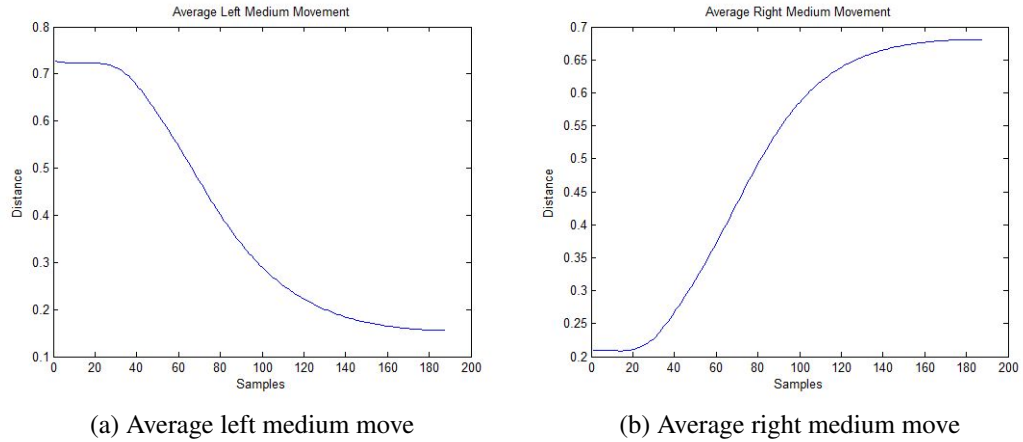 Average Left Medium Movement
0.8
0.7
0.6
0.5
0.4
0.3
0.2
0.1
Distance
0 20 40 60 80 100 120 140 160 180 200
Samples
(a) Average left medium move
Average Right Medium Movement
0.7
0.65
0.6
0.55
0.5
0.45
0.4
0.35
0.3
0.25
0.2
Distance
0 20 40 60 80 100 120 140 160 180 200
Samples
(b) Average right medium move